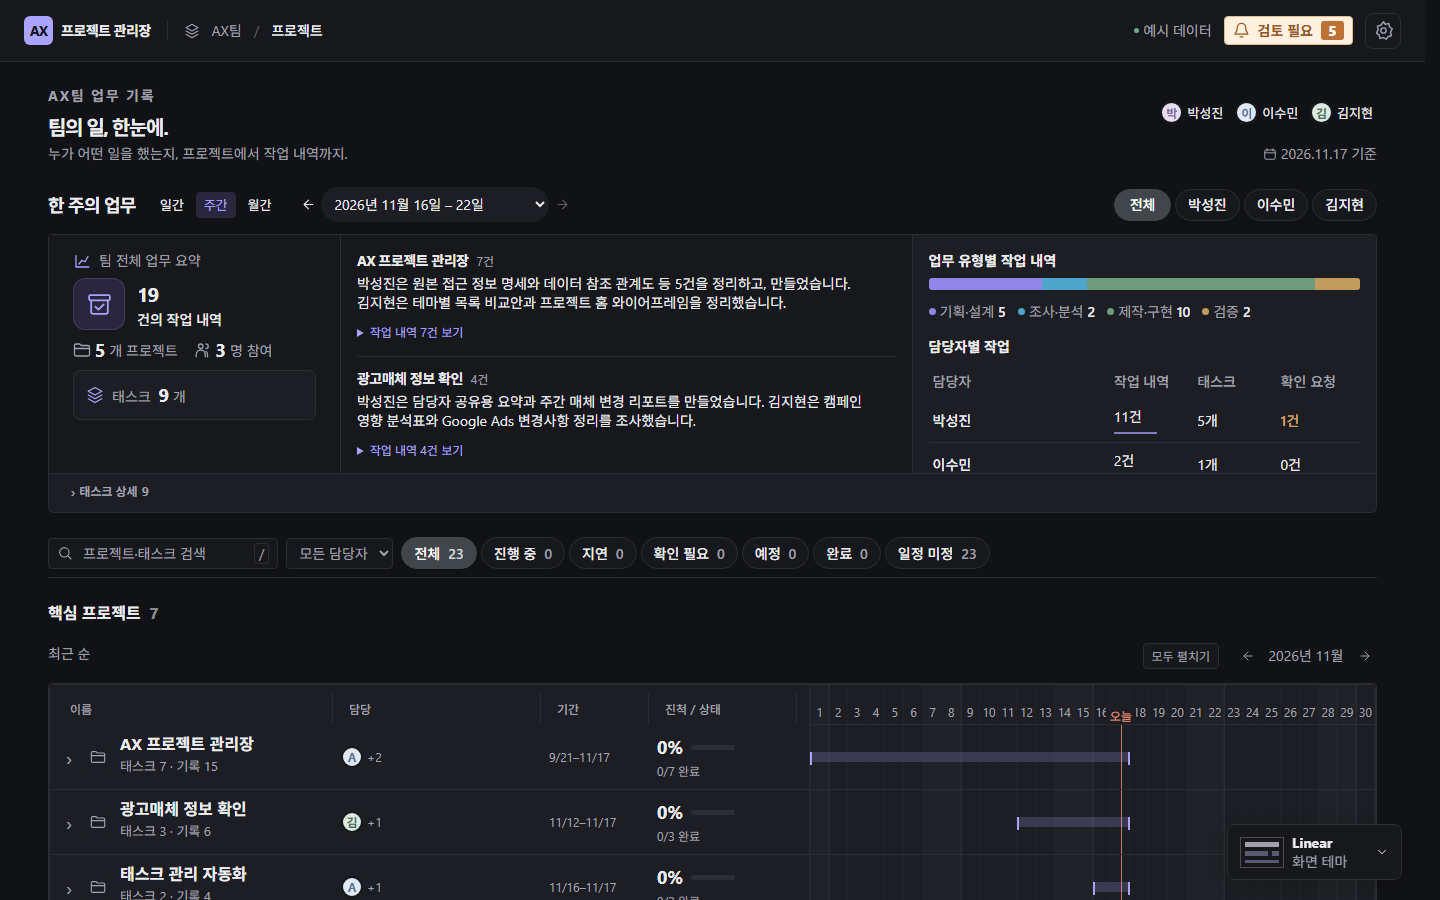 AX 프로젝트 관리장 AX팀 / 프로젝트 예시 데이터 검토 필요 5
AX팀 업무 기록
팀의 일, 한눈에.
누가 어떤 일을 했는지, 프로젝트에서 작업 내역까지.
박 박성진 이 이수민 김 김지현
2026.11.17 기준
한 주의 업무 일간 주간 월간 ← 2026년 11월 16일 – 22일 → 전체 박성진 이수민 김지현
팀 전체 업무 요약
19
건의 작업 내역
5 개 프로젝트 3 명 참여
태스크 9 개
AX 프로젝트 관리장 7건
박성진은 원본 접근 정보 명세와 데이터 참조 관계도 등 5건을 정리하고, 만들었습니다.
김지현은 테마별 목록 비교안과 프로젝트 홈 와이어프레임을 정리했습니다.
▶ 작업 내역 7건 보기
광고매체 정보 확인 4건
박성진은 담당자 공유용 요약과 주간 매체 변경 리포트를 만들었습니다. 김지현은 캠페인
영향 분석표와 Google Ads 변경사항 정리를 조사했습니다.
▶ 작업 내역 4건 보기
업무 유형별 작업 내역
기획·설계 5 조사·분석 2 제작·구현 10 검증 2
담당자별 작업
담당자 작업 내역 태스크 확인 요청
박성진 11건 5개 1건
이수민 2건 1개 0건
› 태스크 상세 9
프로젝트·태스크 검색 / 모든 담당자 전체 23 진행 중 0 지연 0 확인 필요 0 예정 0 완료 0 일정 미정 23
핵심 프로젝트 7
최근 순 모두 펼치기 ← 2026년 11월 →
이름 담당 기간 진척 / 상태 1 2 3 4 5 6 7 8 9 10 11 12 13 14 15 16 오늘 18 19 20 21 22 23 24 25 26 27 28 29 30
AX 프로젝트 관리장
태스크 7 · 기록 15
A +2 9/21–11/17 0%
0/7 완료
광고매체 정보 확인
태스크 3 · 기록 6
김 +1 11/12–11/17 0%
0/3 완료
태스크 관리 자동화
태스크 2 · 기록 4
A +1 11/16–11/17 0%
Linear
화면 테마